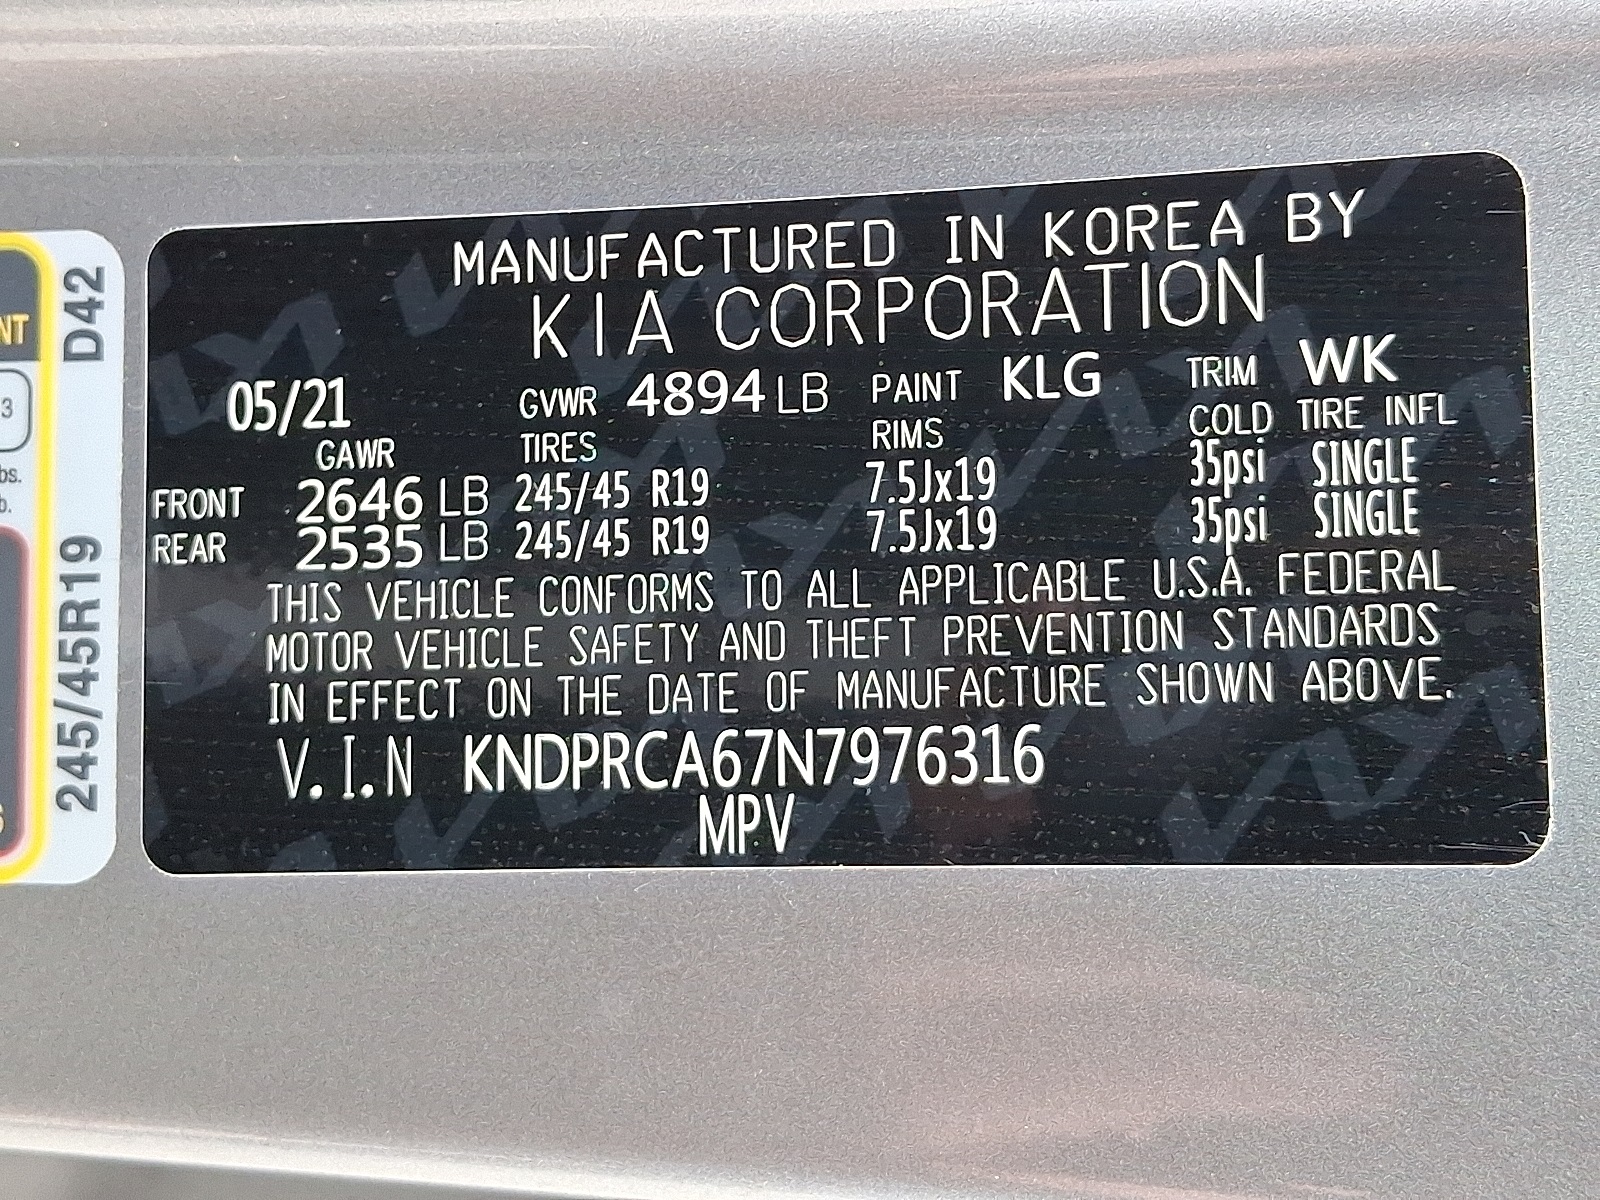 MANUFACTURED IN KOREA BY
KIA CORPORATION
05/21 GVWR 4894 LB PAINT KLG TRIM WK
GAWR TIRES RIMS COLD TIRE INFL
FRONT 2646 LB 245/45 R19 7.5Jx19 35psi SINGLE
REAR 2535 LB 245/45 R19 7.5Jx19 35psi SINGLE
THIS VEHICLE CONFORMS TO ALL APPLICABLE U.S.A. FEDERAL
MOTOR VEHICLE SAFETY AND THEFT PREVENTION STANDARDS
IN EFFECT ON THE DATE OF MANUFACTURE SHOWN ABOVE.
V.I.N KNDPRCA67N7976316
MPV
245/45R19 D42
NT
3
bs.
b.